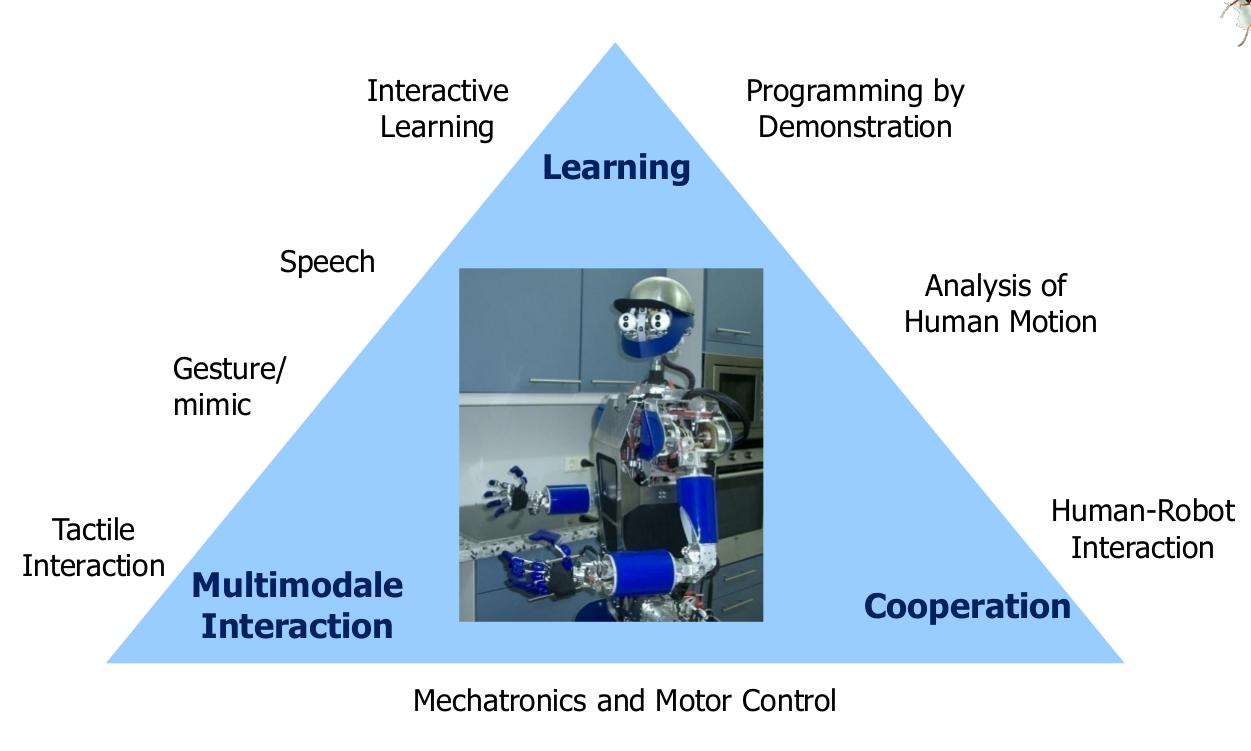 Interactive
Learning
Programming by
Demonstration
Learning
Speech
Analysis of
Human Motion
Gesture/
mimic
Tactile
Interaction
Human-Robot
Interaction
Multimodale
Interaction
Cooperation
Mechatronics and Motor Control